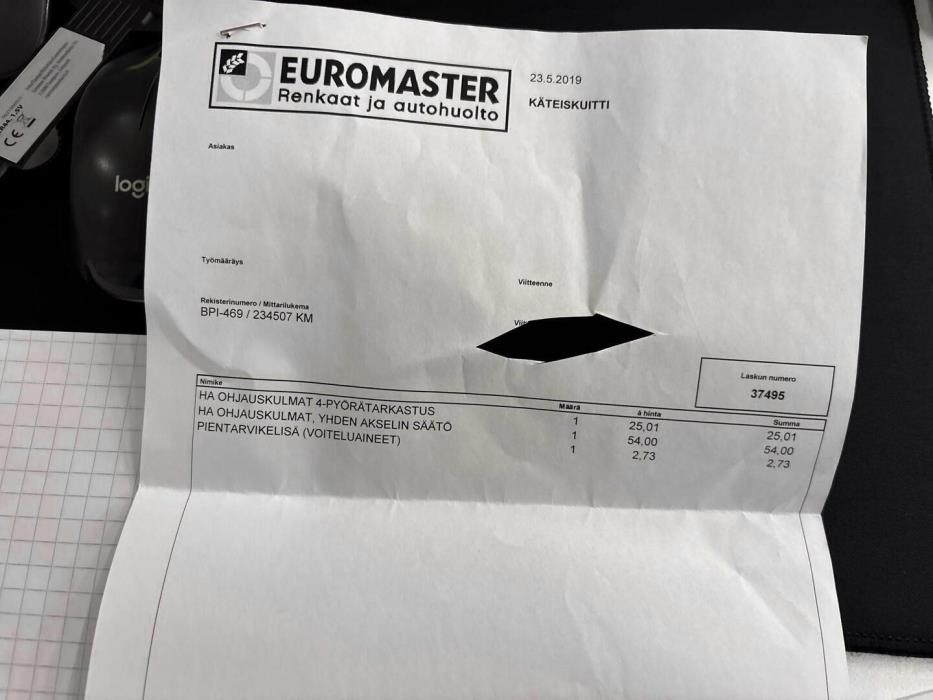 EUROMASTER
Renkaat ja autohuolto
23.5.2019
KÄTEISKUITTI
Asiakas
Työmääräys
Viitteenne
Rekisterinumero / Mittarilukema
BPI-469 / 234507 KM
Laskun numero
37495
Nimike Määrä á hinta Summa
HA OHJAUSKULMAT 4-PYÖRÄTARKASTUS 1 25,01 25,01
HA OHJAUSKULMAT, YHDEN AKSELIN SÄÄTÖ 1 54,00 54,00
PIENTARVIKELISÄ (VOITELUAINEET) 1 2,73 2,73
logi
CE